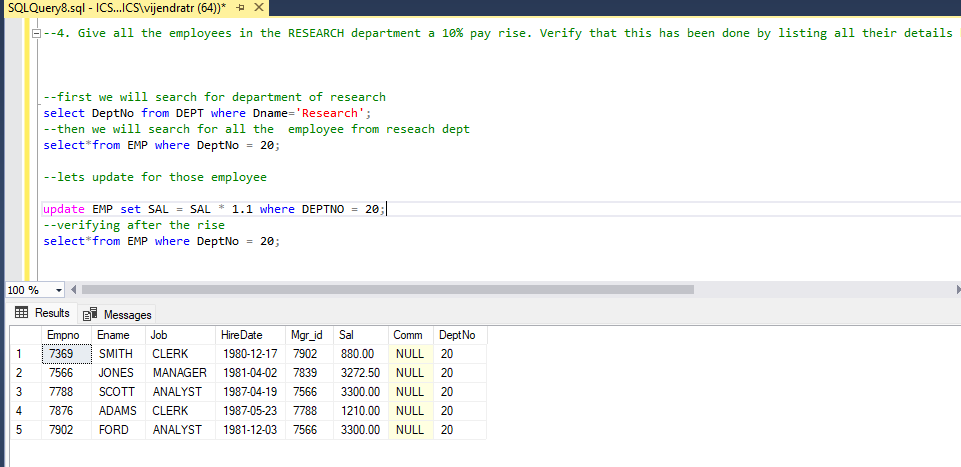 SQLQuery8.sql - ICS...ICS\vijendratr (64))*
--4. Give all the employees in the RESEARCH department a 10% pay rise. Verify that this has been done by listing all their details
--first we will search for department of research
select DeptNo from DEPT where Dname='Research';
--then we will search for all the  employee from reseach dept
select*from EMP where DeptNo = 20;
--lets update for those employee
update EMP set SAL = SAL * 1.1 where DEPTNO = 20;
--verifying after the rise
select*from EMP where DeptNo = 20;
100 %
Results Messages
Empno Ename Job HireDate Mgr_id Sal Comm DeptNo
1 7369 SMITH CLERK 1980-12-17 7902 880.00 NULL 20
2 7566 JONES MANAGER 1981-04-02 7839 3272.50 NULL 20
3 7788 SCOTT ANALYST 1987-04-19 7566 3300.00 NULL 20
4 7876 ADAMS CLERK 1987-05-23 7788 1210.00 NULL 20
5 7902 FORD ANALYST 1981-12-03 7566 3300.00 NULL 20